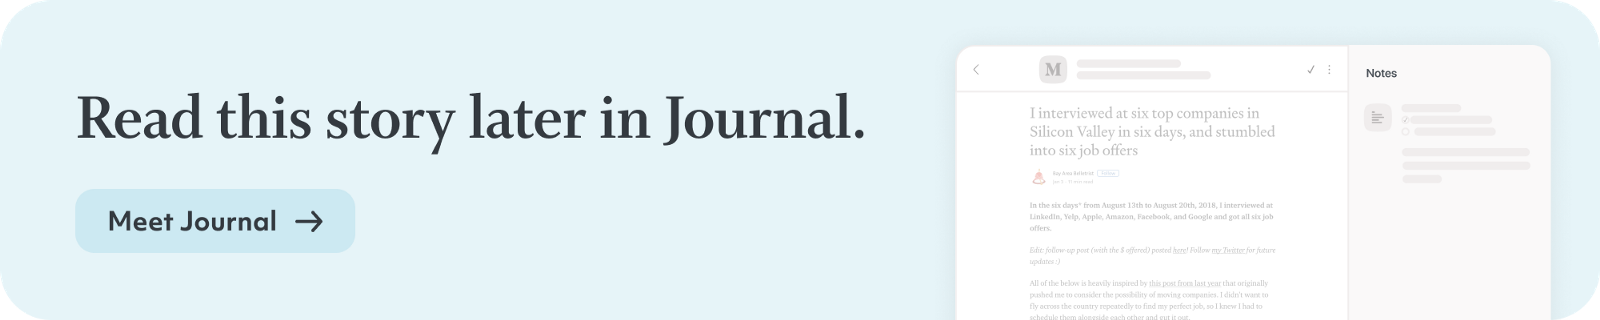 Read this story later in Journal.
Meet Journal →
M
I interviewed at six top companies in
Silicon Valley in six days, and stumbled
into six job offers
Follow
In the six days* from August 13th to August 20th, 2018, I interviewed at
LinkedIn, Yelp, Apple, Amazon, Facebook, and Google and got all six job
offers.
Edit: follow-up post (with the $ offered) posted here! Follow my Twitter for future
updates :)
All of the below is heavily inspired by this post from last year that originally
pushed me to consider the possibility of moving companies. I didn't want to
fly across the country repeatedly to find my perfect job, so I knew I had to
schedule them alongside each other and get it out.
Notes